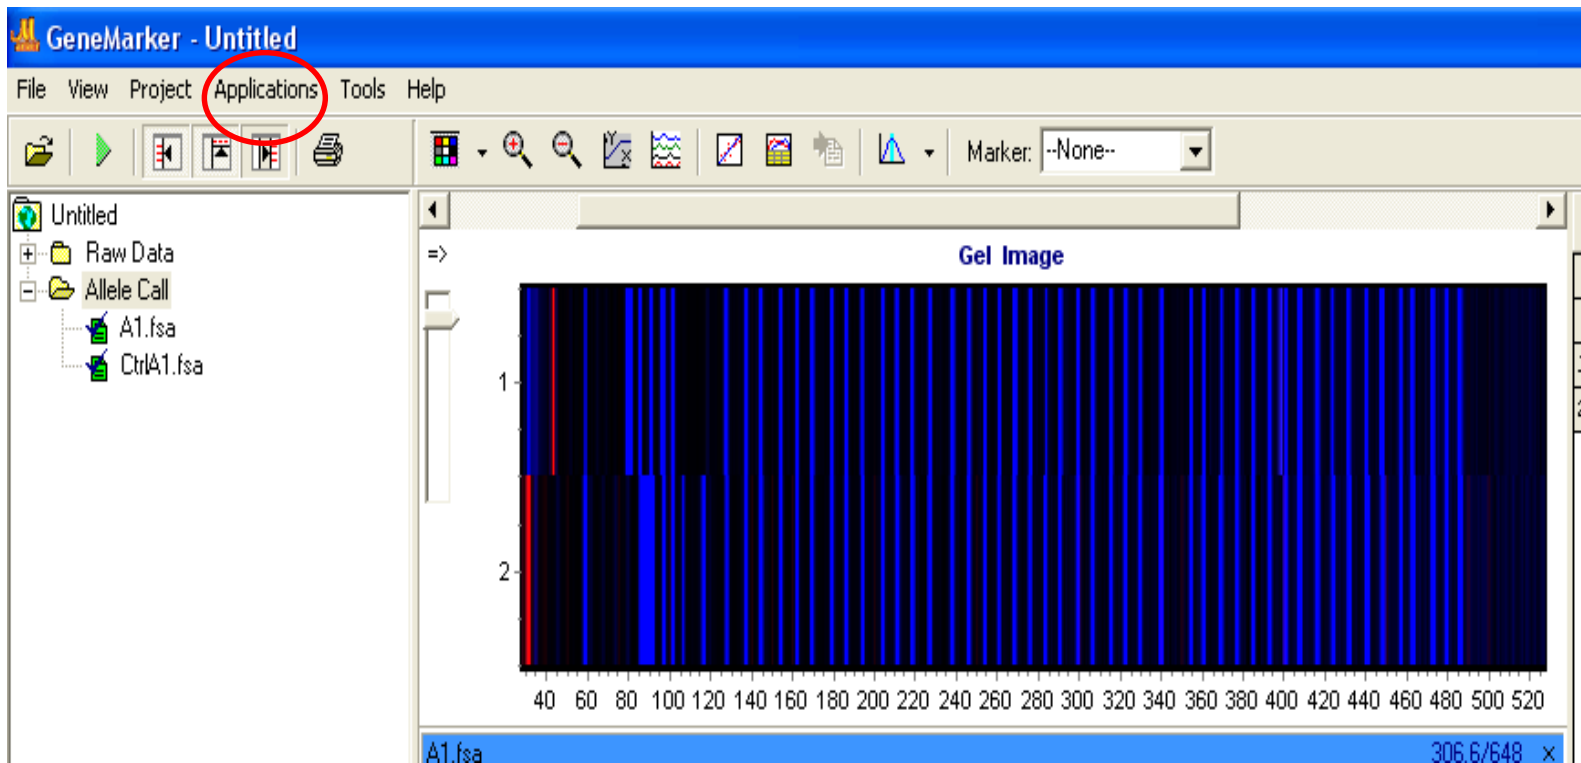 GeneMarker - Untitled
File View Project Applications Tools Help
Marker: --None--
Untitled
Raw Data
Allele Call
A1.fsa
CtrlA1.fsa
=>
Gel Image
1
2
40 60 80 100 120 140 160 180 200 220 240 260 280 300 320 340 360 380 400 420 440 460 480 500 520
A1.fsa 306.6/648 ×